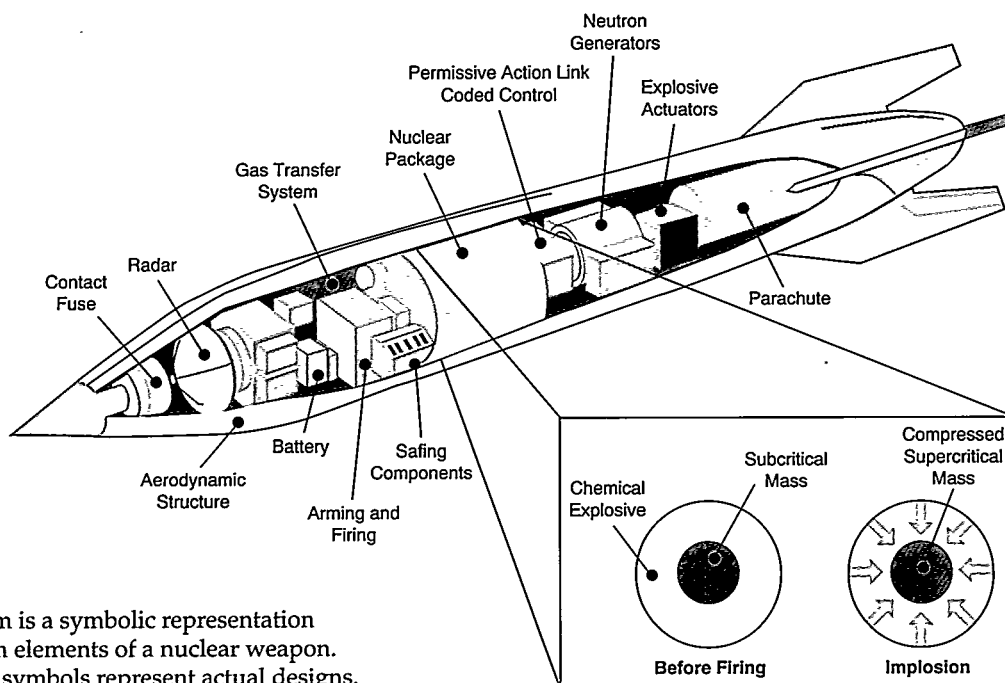 Neutron
Generators
Permissive Action Link
Coded Control
Explosive
Actuators
Nuclear
Package
Gas Transfer
System
Radar
Contact
Fuse
Parachute
Battery
Safing
Components
Aerodynamic
Structure
Arming and
Firing
Chemical
Explosive
Subcritical
Mass
Compressed
Supercritical
Mass
Before Firing
Implosion
is a symbolic representation
elements of a nuclear weapon.
symbols represent actual designs.